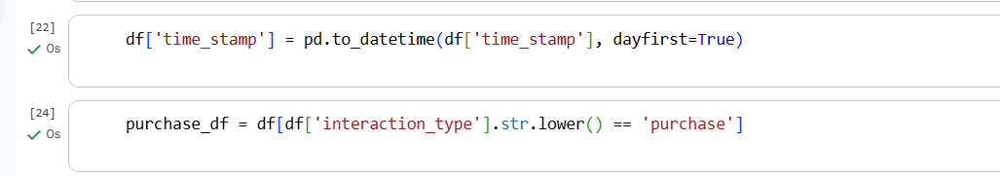 [22]
df['time_stamp'] = pd.to_datetime(df['time_stamp'], dayfirst=True)
0s
[24]
purchase_df = df[df['interaction_type'].str.lower() == 'purchase']
0s